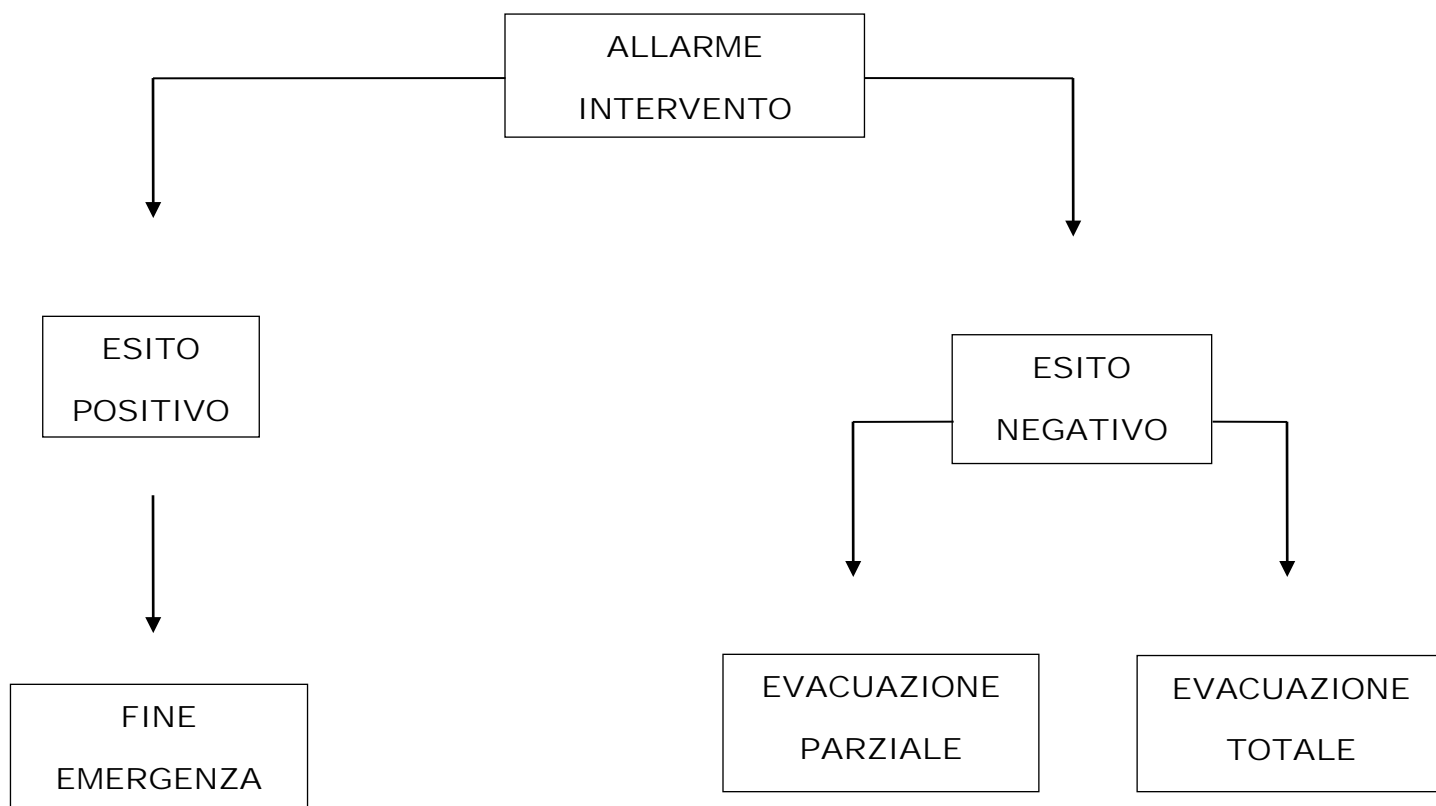 ALLARME
INTERVENTO
ESITO
POSITIVO
ESITO
NEGATIVO
FINE
EMERGENZA
EVACUAZIONE
PARZIALE
EVACUAZIONE
TOTALE